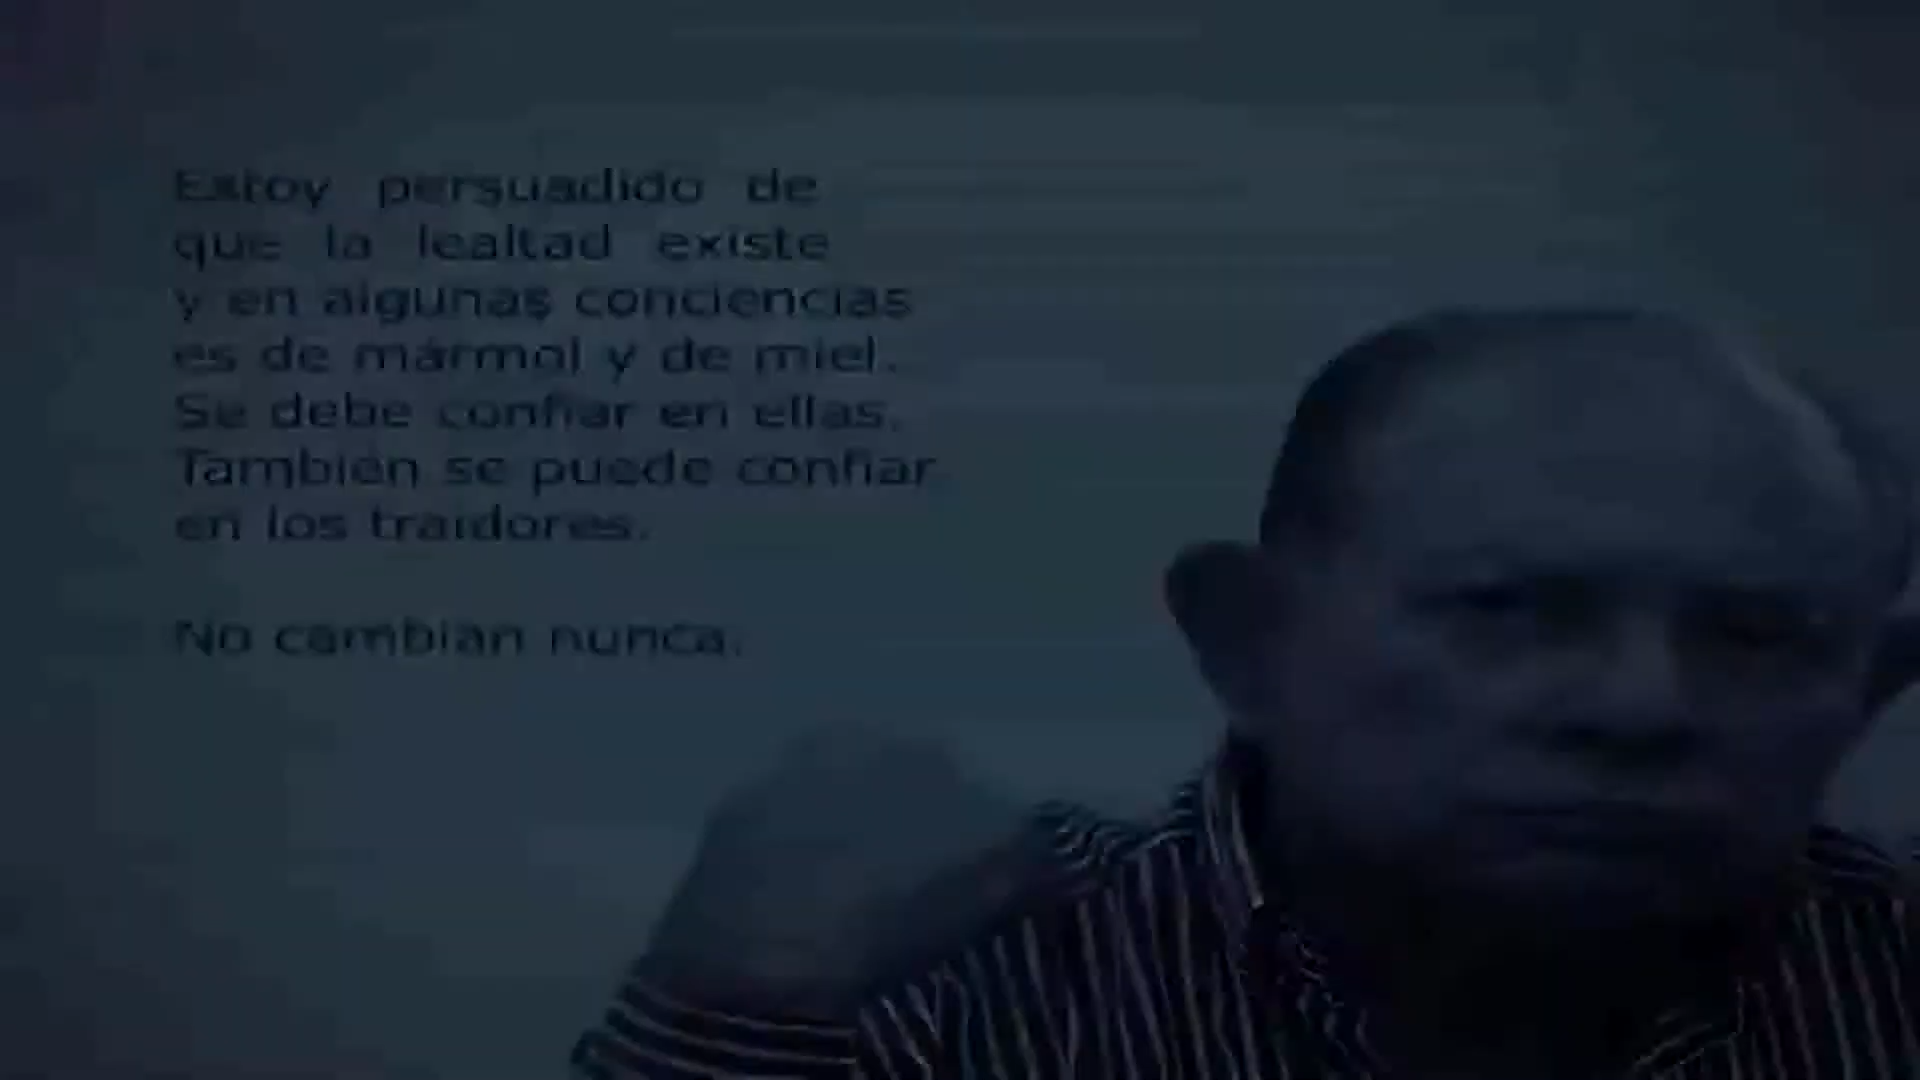 Estoy persuadido de
que la lealtad existe
y en algunas conciencias
es de mármol y de miel.
Se debe confiar en ellas.
También se puede confiar
en los traidores.
No cambian nunca.